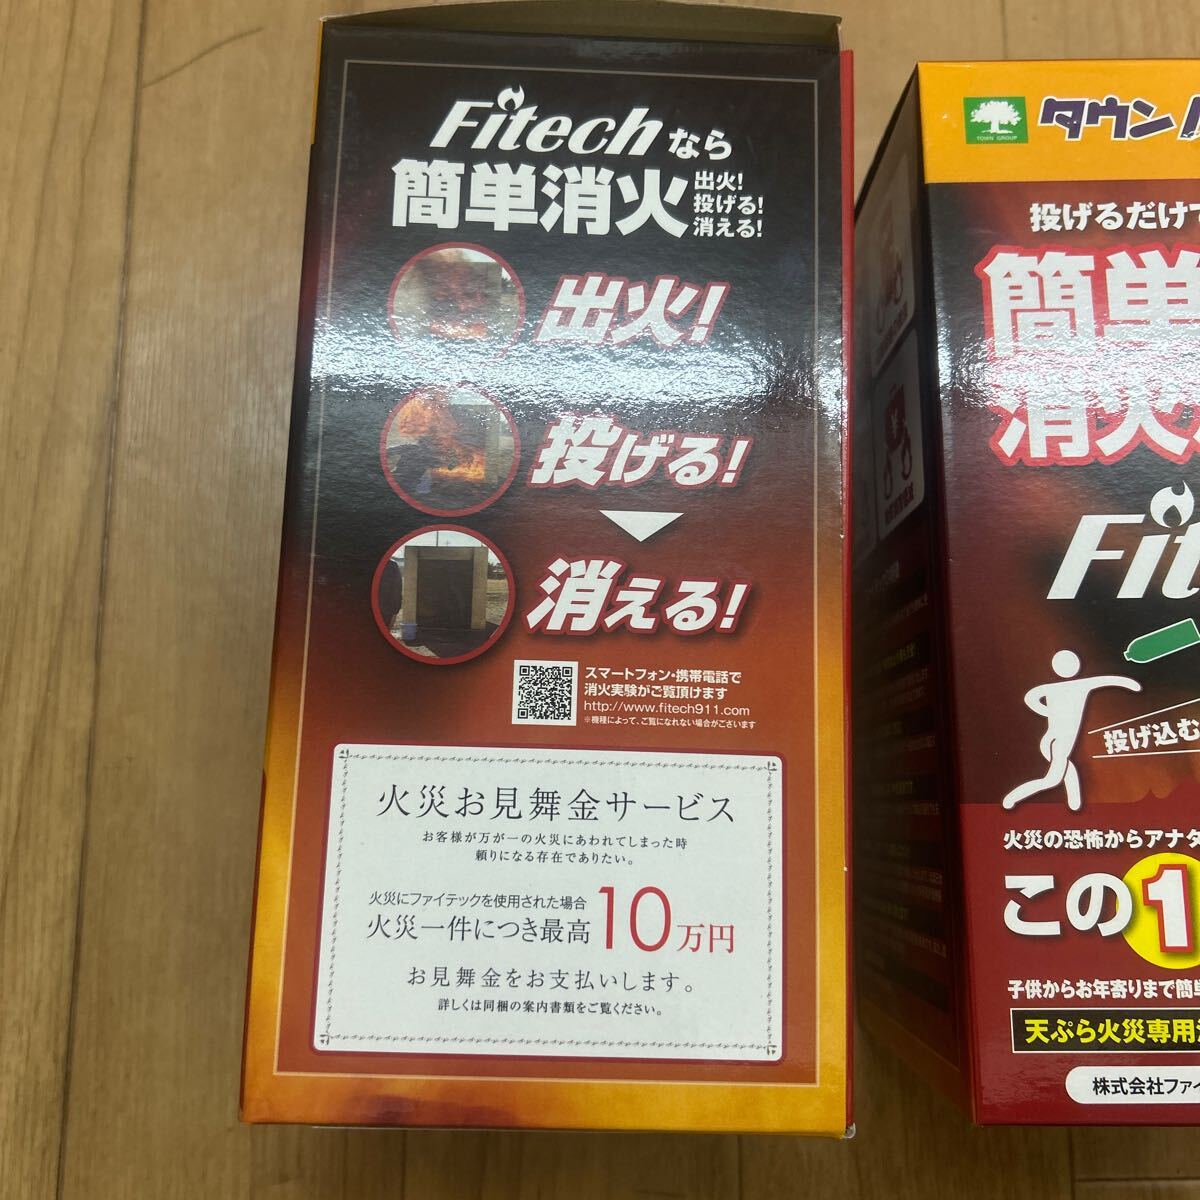 Fitechなら
簡単消火
出火!
投げる!
消える!
出火!
投げる!
消える!
スマートフォン・携帯電話で
消火実験がご覧頂けます
http://www.fitech911.com
※機種によって、ご覧になれない場合がございます
火災お見舞金サービス
お客様が万が一の火災にあわれてしまった時
頼りになる存在でありたい。
火災にファイテックを使用された場合
火災一件につき最高10万円
お見舞金をお支払いします。
詳しくは同梱の案内書類をご覧ください。
TOWN GROUP
タウン
投げるだけで
簡単
消火
Fit
投げ込む
火災の恐怖からアナタ
この1
子供からお年寄りまで簡単
天ぷら火災専用
株式会社ファイ